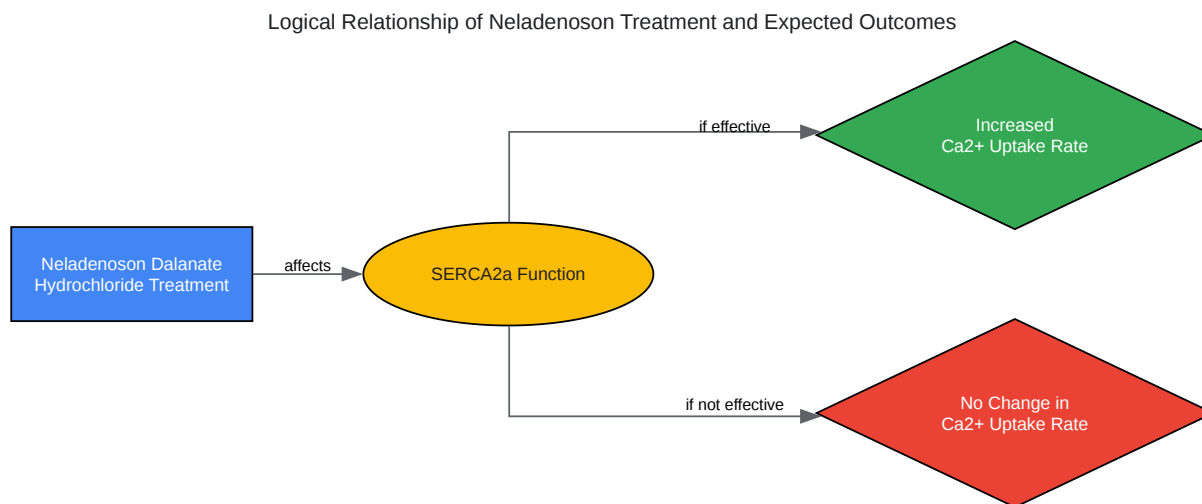 Logical Relationship of Neladenoson Treatment and Expected Outcomes
Increased
Ca2+ Uptake Rate
if effective
Neladenoson Dalanate
Hydrochloride Treatment
affects
SERCA2a Function
if not effective
No Change in
Ca2+ Uptake Rate